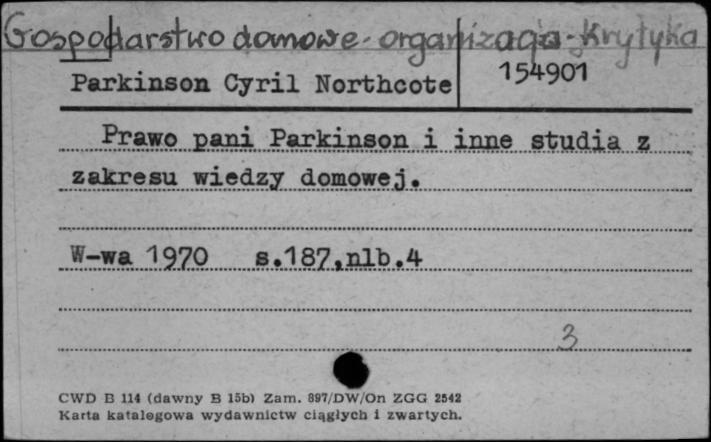 Gospodarstwo domowe - organizacja - Krytyka
Parkinson Cyril Northcote
154901
Prawo pani Parkinson i inne studia z
zakresu wiedzy domowej.
W-wa 1970 s.187,nlb.4
3
CWD B 114 (dawny B 15b) Zam. 897/DW/On ZGG 2542
Karta katalogowa wydawnictw ciągłych i zwartych.